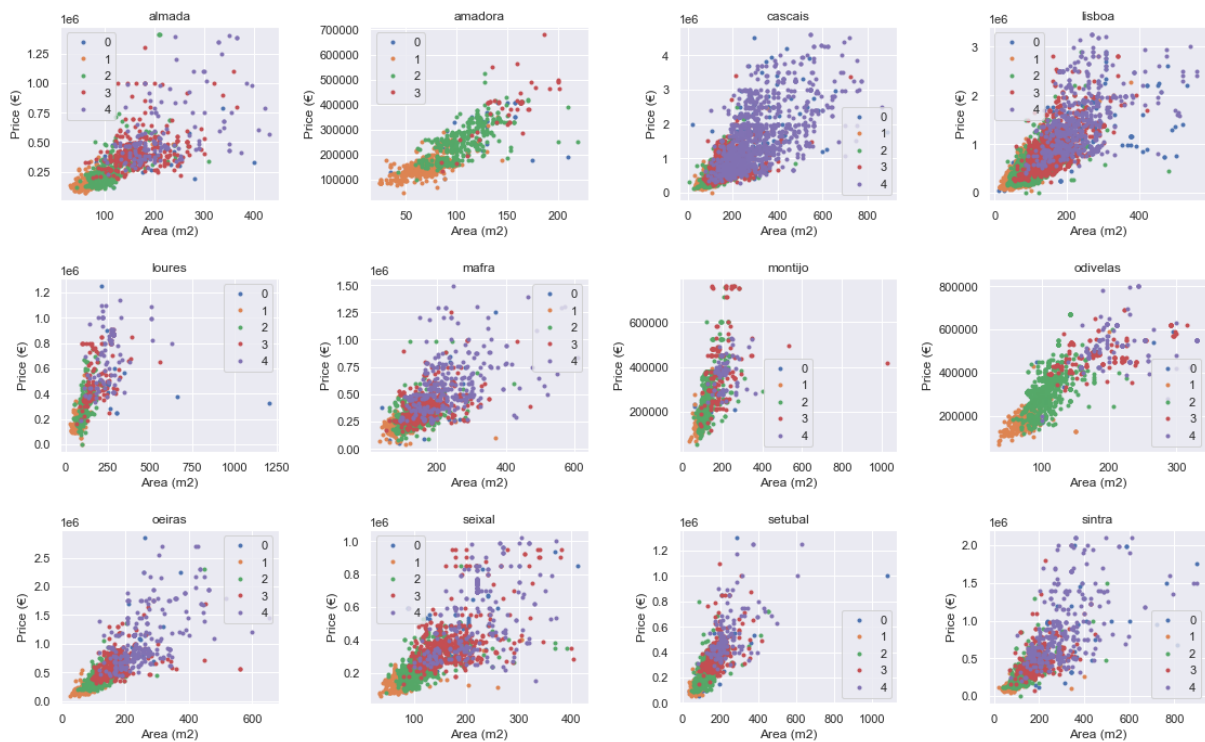 almada
1e6
Price (€)
1.25
1.00
0.75
0.50
0.25
100 200 300 400
Area (m2)
0
1
2
3
4
amadora
Price (€)
700000
600000
500000
400000
300000
200000
100000
50 100 150 200
Area (m2)
0
1
2
3
cascais
1e6
Price (€)
4
3
2
1
0
0 200 400 600 800
Area (m2)
0
1
2
3
4
lisboa
1e6
Price (€)
3
2
1
0
0 200 400
Area (m2)
0
1
2
3
4
loures
1e6
Price (€)
1.2
1.0
0.8
0.6
0.4
0.2
0.0
0 250 500 750 1000 1250
Area (m2)
0
1
2
3
4
mafra
1e6
Price (€)
1.50
1.25
1.00
0.75
0.50
0.25
0.00
200 400 600
Area (m2)
0
1
2
3
4
montijo
Price (€)
600000
400000
200000
0 200 400 600 800 1000
Area (m2)
0
1
2
3
4
odivelas
Price (€)
800000
600000
400000
200000
100 200 300
Area (m2)
0
1
2
3
4
oeiras
1e6
Price (€)
2.5
2.0
1.5
1.0
0.5
0.0
0 200 400 600
Area (m2)
0
1
2
3
4
seixal
1e6
Price (€)
1.0
0.8
0.6
0.4
0.2
100 200 300 400
Area (m2)
0
1
2
3
4
setubal
1e6
Price (€)
1.2
1.0
0.8
0.6
0.4
0.2
0.0
200 400 600 800 1000
Area (m2)
0
1
2
3
4
sintra
1e6
Price (€)
2.0
1.5
1.0
0.5
0.0
0 200 400 600 800
Area (m2)
0
1
2
3
4